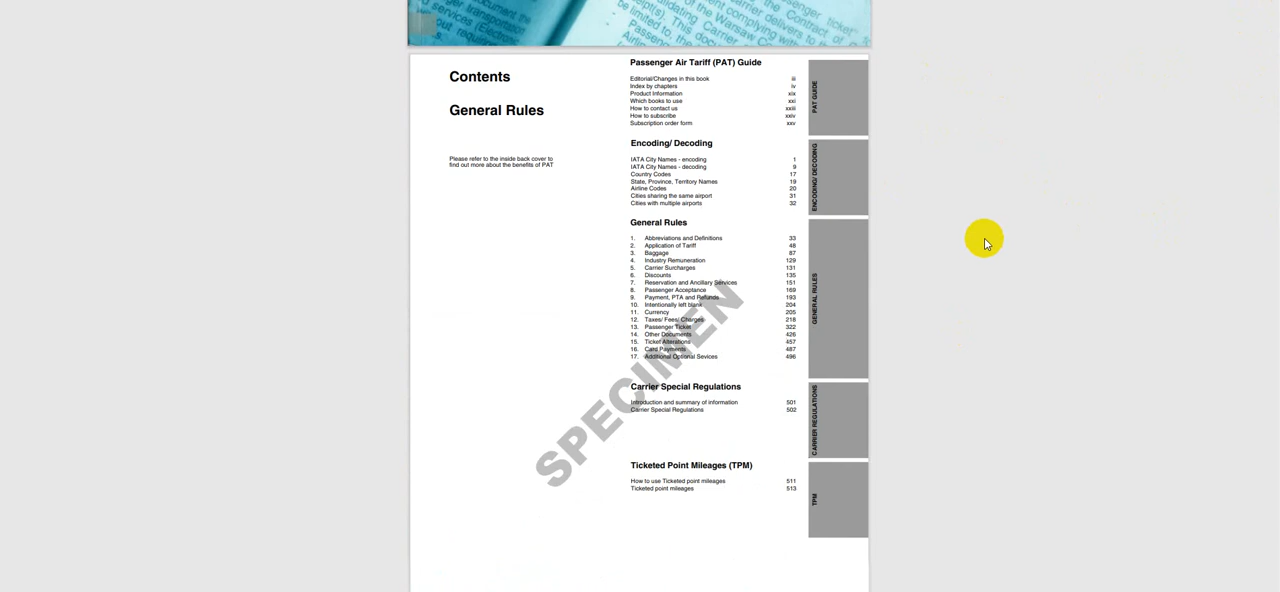 Contents
General Rules
Please refer to the inside back cover to
find out more about the benefits of PAT
Passenger Air Tariff (PAT) Guide
Editorial/Changes in this book iii
Index by chapters iv
Product Information xix
Which books to use xxi
How to contact us xxiii
How to subscribe xxiv
Subscription order form xxv
Encoding/ Decoding
IATA City Names - encoding 1
IATA City Names - decoding 9
Country Codes 17
State, Province, Territory Names 19
Airline Codes 20
Cities sharing the same airport 31
Cities with multiple airports 32
General Rules
1. Abbreviations and Definitions 33
2. Application of Tariff 48
3. Baggage 87
4. Industry Remuneration 129
5. Carrier Surcharges 131
6. Discounts 135
7. Reservation and Ancillary Services 151
8. Passenger Acceptance 169
9. Payment, PTA and Refunds 193
10. Intentionally left blank 204
11. Currency 205
12. Taxes/ Fees/ Charges 218
13. Passenger Ticket 322
14. Other Documents 426
15. Ticket Alterations 457
16. Card Payments 487
17. Additional Optional Sevices 496
Carrier Special Regulations
Introduction and summary of information 501
Carrier Special Regulations 502
Ticketed Point Mileages (TPM)
How to use Ticketed point mileages 511
Ticketed point mileages 513
PAT GUIDE
ENCODING/ DECODING
GENERAL RULES
CARRIER REGULATIONS
TPM
SPECIMEN